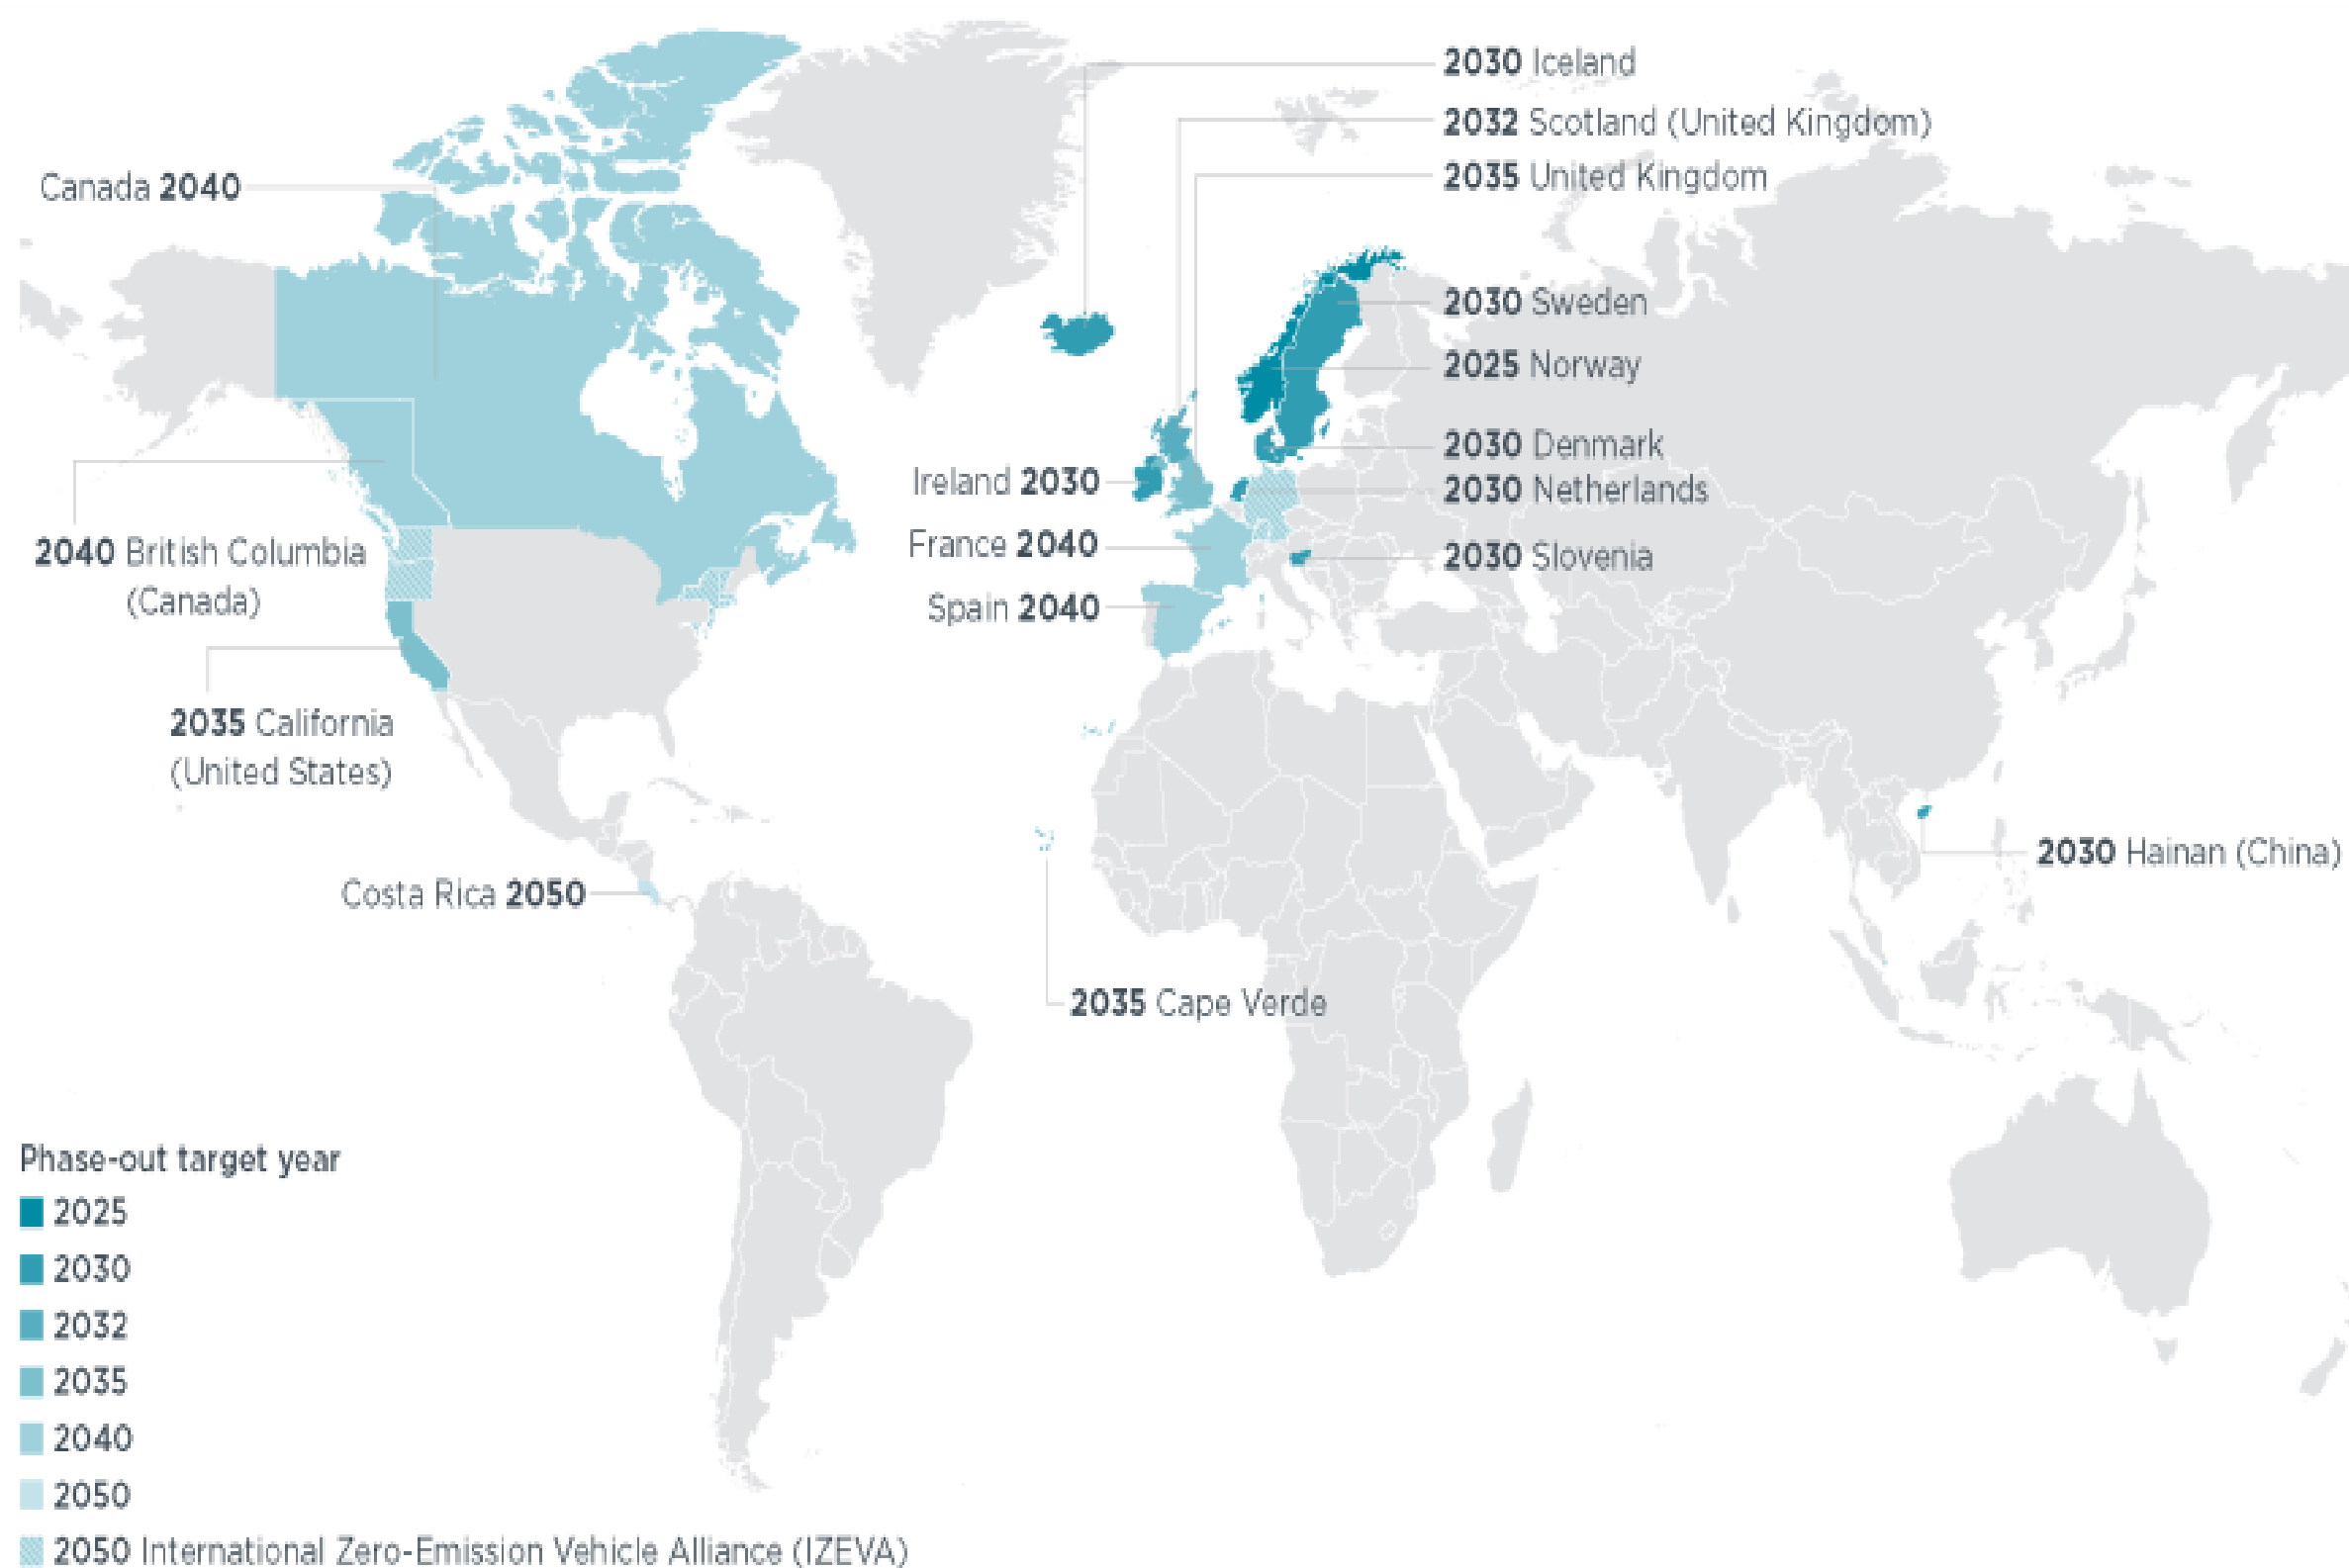 2030 Iceland
2032 Scotland (United Kingdom)
2035 United Kingdom
Canada 2040
2030 Sweden
2025 Norway
2030 Denmark
Ireland 2030
2030 Netherlands
France 2040
2030 Slovenia
2040 British Columbia
(Canada)
Spain 2040
2035 California
(United States)
2030 Hainan (China)
Costa Rica 2050
2035 Cape Verde
Phase-out target year
2025
2030
2032
2035
2040
2050
2050 International Zero-Emission Vehicle Alliance (IZEVA)